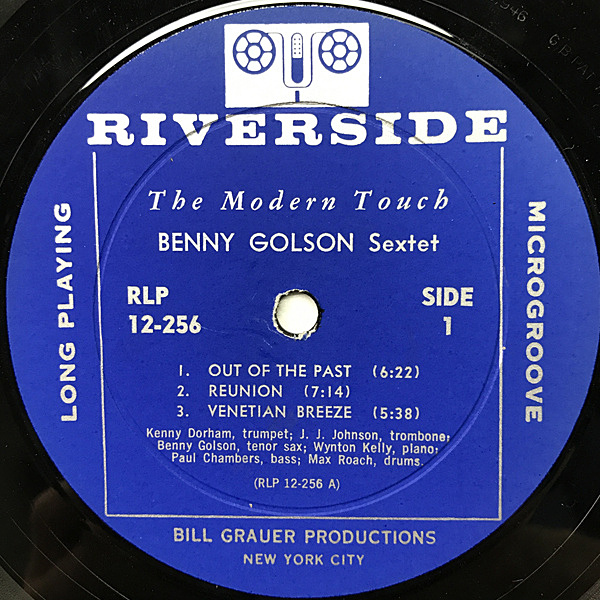 RIVERSIDE
The Modern Touch
BENNY GOLSON Sextet
LONG PLAYING
MICROGROOVE
RLP
12-256
SIDE
1
1. OUT OF THE PAST (6:22)
2. REUNION (7:14)
3. VENETIAN BREEZE (5:38)
Kenny Dorham, trumpet; J. J. Johnson, trombone;
Benny Golson, tenor sax; Wynton Kelly, piano;
Paul Chambers, bass; Max Roach, drums.
(RLP 12-256 A)
BILL GRAUER PRODUCTIONS
NEW YORK CITY